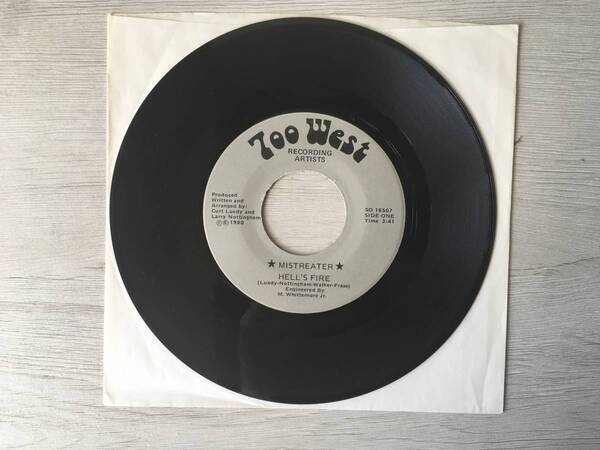 700 West
RECORDING
ARTISTS
Produced
Written and
Arranged by:
Curt Luedy and
Larry Nottingham
© ℗ 1980
SO 18507
SIDE ONE
Time 3:41
★ MISTREATER ★
HELL'S FIRE
(Luedy-Nottingham-Walker-Frase)
Engineered By
M. Whittemore Jr.